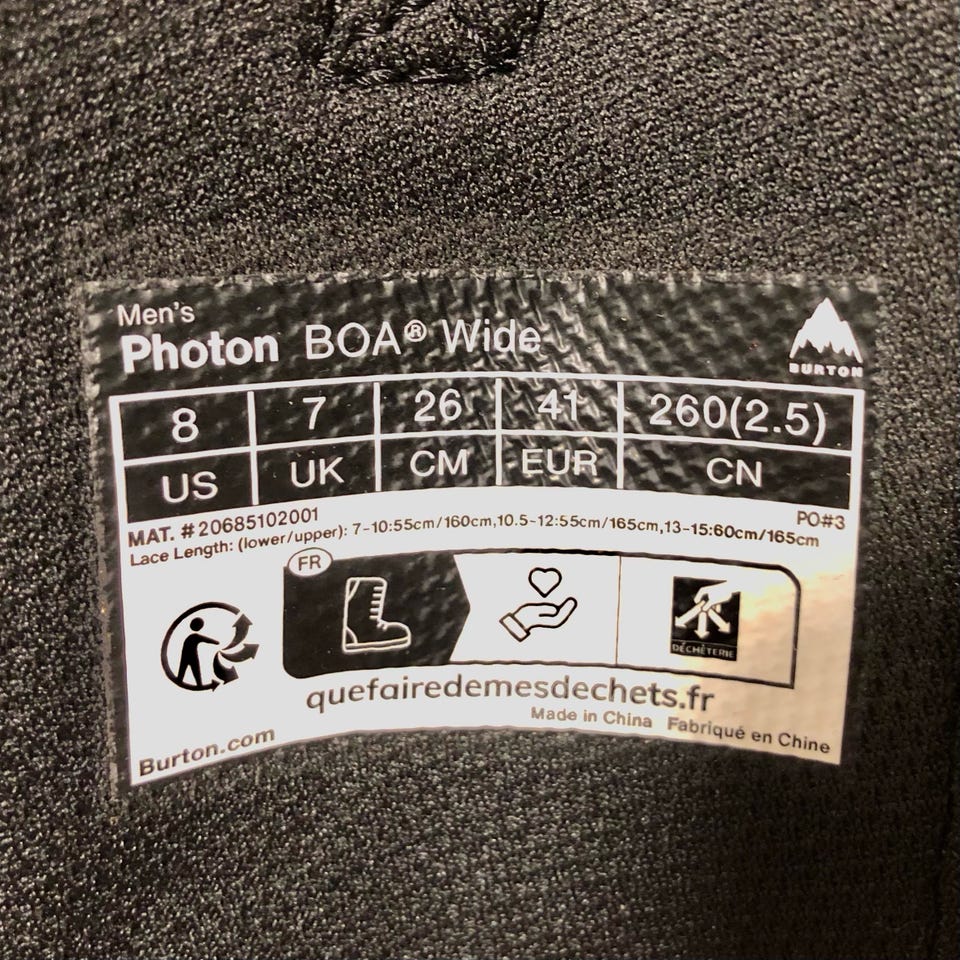 Men's
Photon BOA® Wide
BURTON
8 7 26 41 260(2.5)
US UK CM EUR CN
MAT. #20685102001 PO#3
Lace Length: (lower/upper): 7-10:55cm/160cm,10.5-12:55cm/165cm,13-15:60cm/165cm
FR
DÉCHÈTERIE
quefairedemesdechets.fr
Made in China Fabriqué en Chine
Burton.com